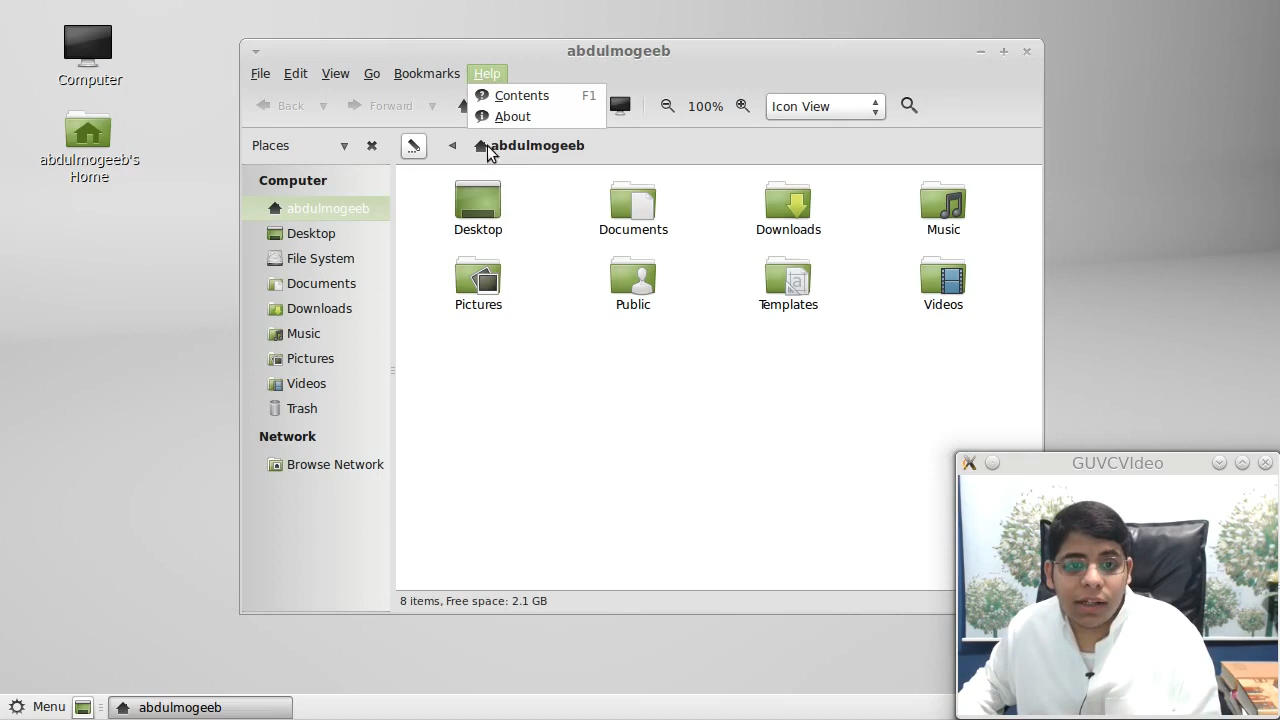 Computer
abdulmogeeb's
Home
abdulmogeeb
File Edit View Go Bookmarks Help
Contents F1
About
Back Forward 100% Icon View
Places abdulmogeeb
Computer
abdulmogeeb
Desktop
File System
Documents
Downloads
Music
Pictures
Videos
Trash
Network
Browse Network
Desktop Documents Downloads Music
Pictures Public Templates Videos
8 items, Free space: 2.1 GB
GUVCVIdeo
Menu abdulmogeeb